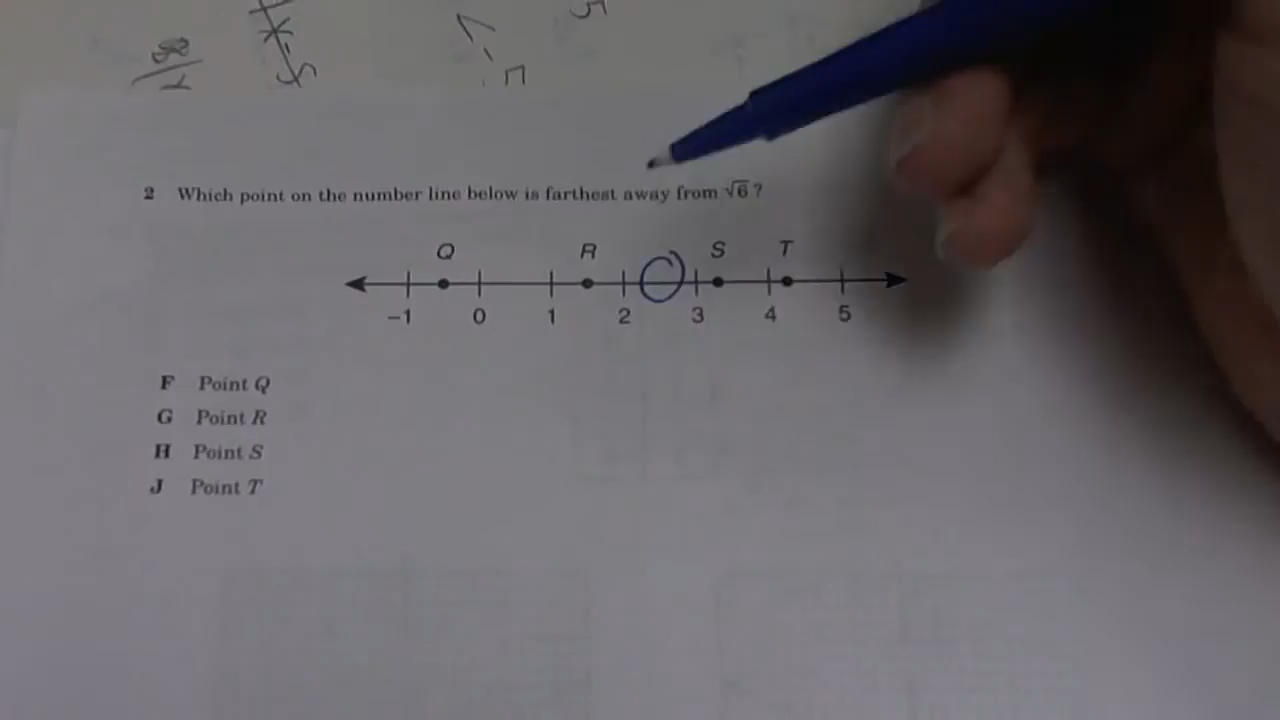 2 Which point on the number line below is farthest away from √6?
Q R S T
−1 0 1 2 3 4 5
F Point Q
G Point R
H Point S
J Point T